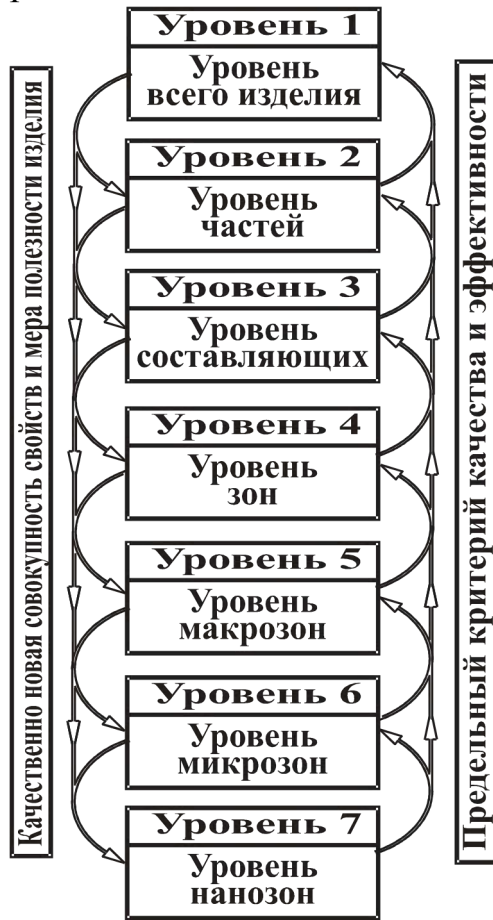 Уровень 1
Уровень
всего изделия
Уровень 2
Уровень
частей
Уровень 3
Уровень
составляющих
Уровень 4
Уровень
зон
Уровень 5
Уровень
макрозон
Уровень 6
Уровень
микрозон
Уровень 7
Уровень
нанозон
Качественно новая совокупность свойств и мера полезности изделия
Предельный критерий качества и эффективности